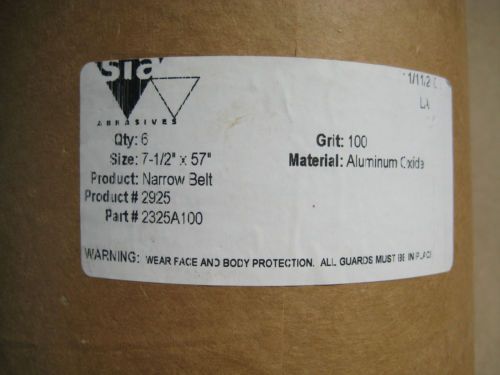 sia
ABRASIVES
Qty: 6
Size: 7-1/2" x 57"
Product: Narrow Belt
Product # 2925
Part # 2325A100
Grit: 100
Material: Aluminum Oxide
WARNING: WEAR FACE AND BODY PROTECTION. ALL GUARDS MUST BE IN PLACE